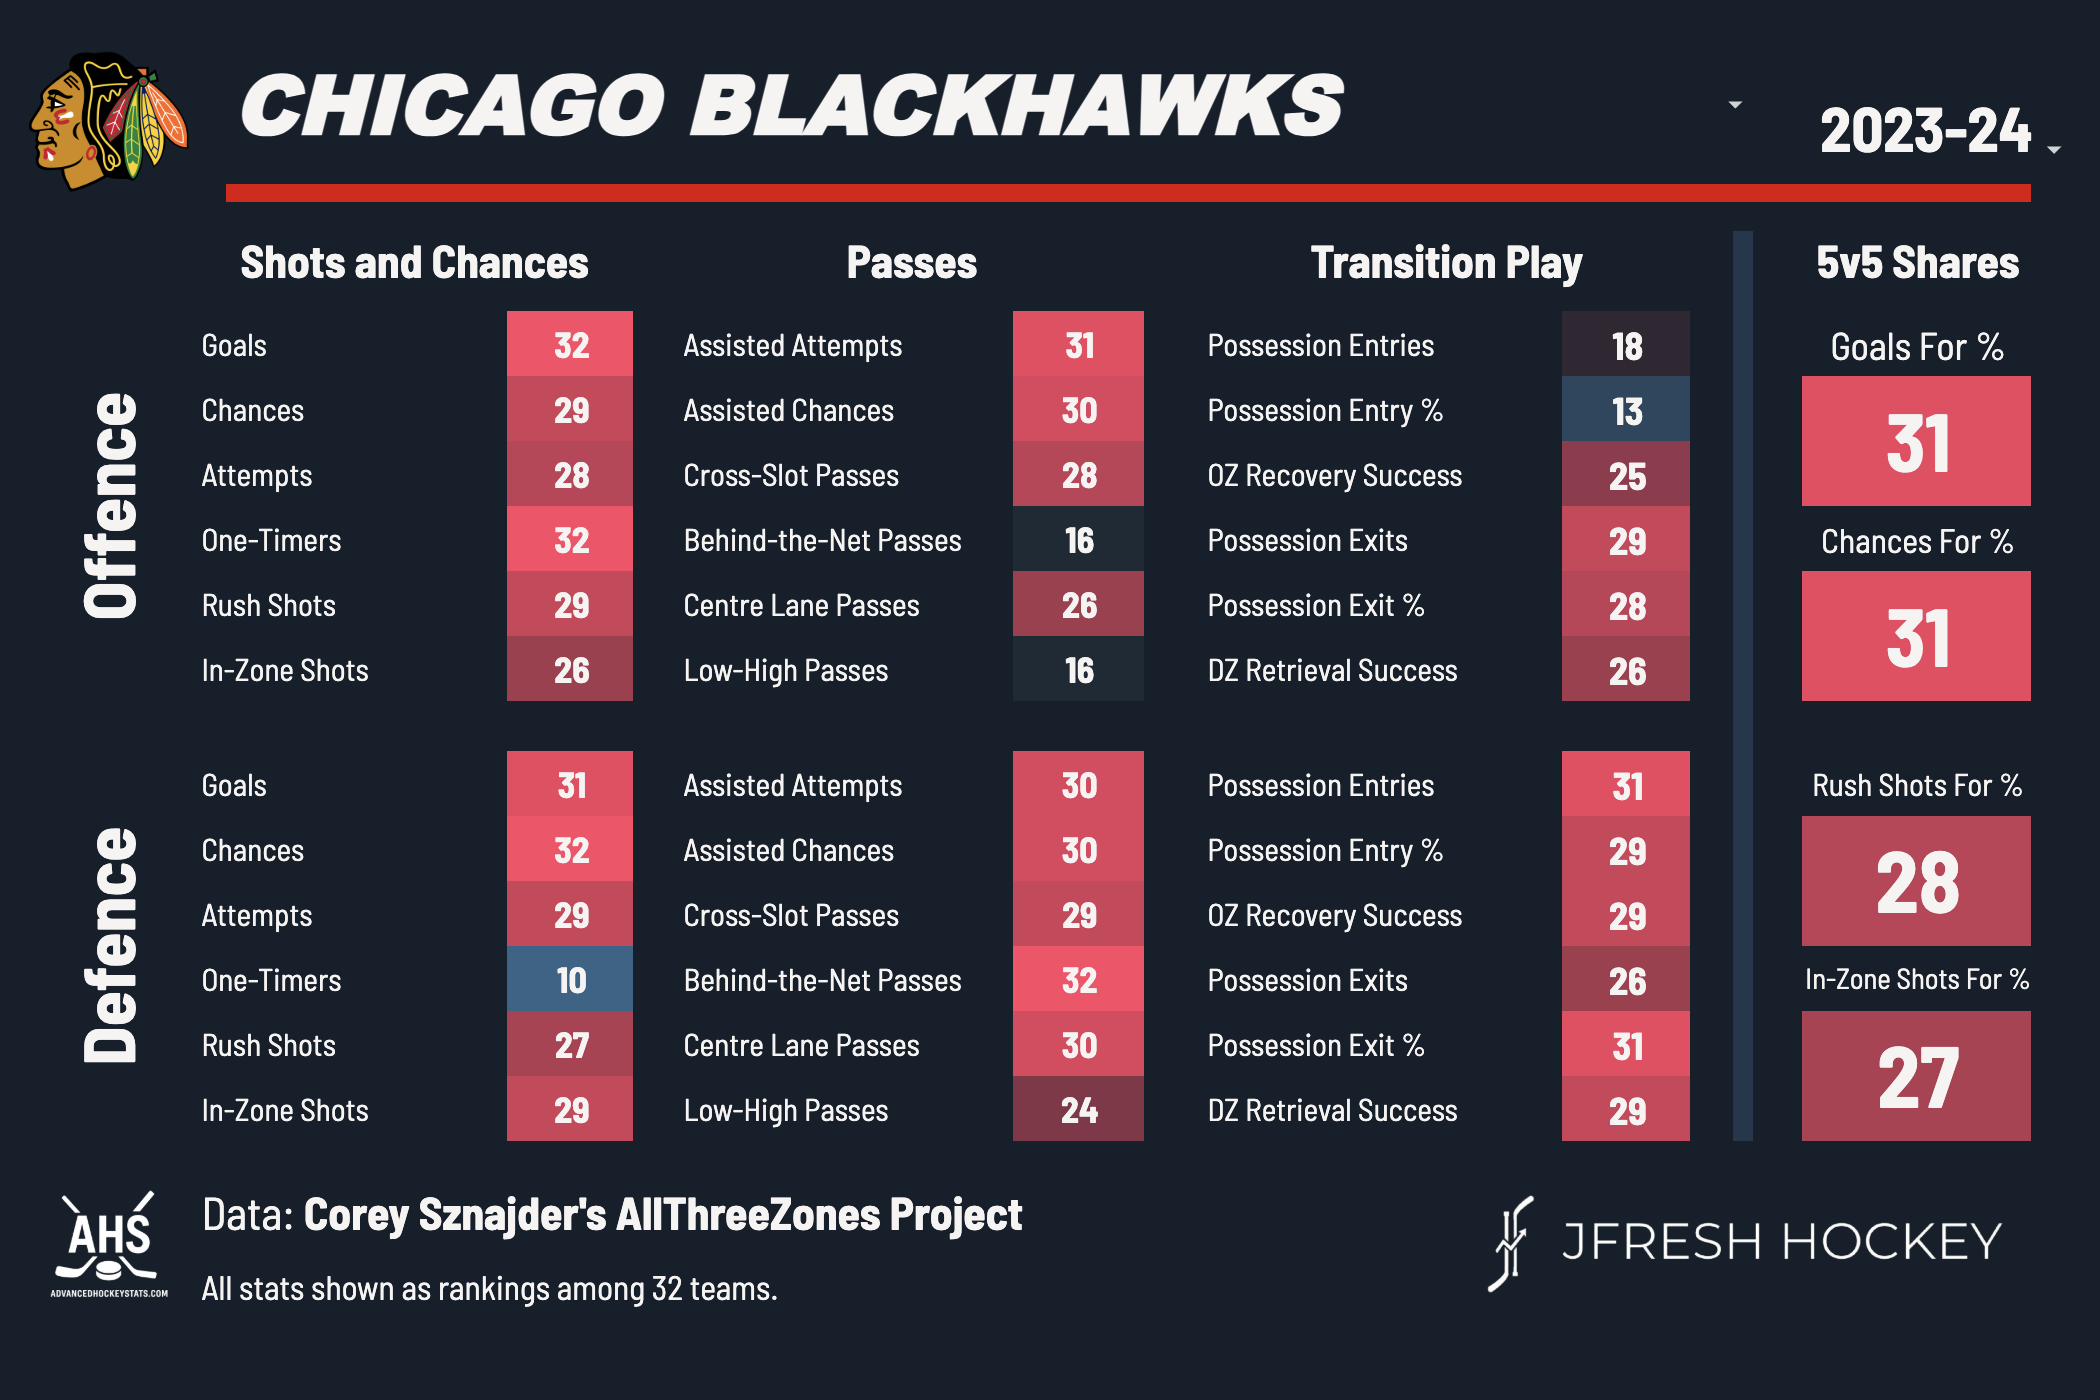 CHICAGO BLACKHAWKS
2023-24
Shots and Chances
Passes
Transition Play
5v5 Shares
Offence
Goals 32
Chances 29
Attempts 28
One-Timers 32
Rush Shots 29
In-Zone Shots 26
Assisted Attempts 31
Assisted Chances 30
Cross-Slot Passes 28
Behind-the-Net Passes 16
Centre Lane Passes 26
Low-High Passes 16
Possession Entries 18
Possession Entry % 13
OZ Recovery Success 25
Possession Exits 29
Possession Exit % 28
DZ Retrieval Success 26
Goals For %
31
Chances For %
31
Defence
Goals 31
Chances 32
Attempts 29
One-Timers 10
Rush Shots 27
In-Zone Shots 29
Assisted Attempts 30
Assisted Chances 30
Cross-Slot Passes 29
Behind-the-Net Passes 32
Centre Lane Passes 30
Low-High Passes 24
Possession Entries 31
Possession Entry % 29
OZ Recovery Success 29
Possession Exits 26
Possession Exit % 31
DZ Retrieval Success 29
Rush Shots For %
28
In-Zone Shots For %
27
AHS
ADVANCEDHOCKEYSTATS.COM
Data: Corey Sznajder's AllThreeZones Project
All stats shown as rankings among 32 teams.
JFRESH HOCKEY